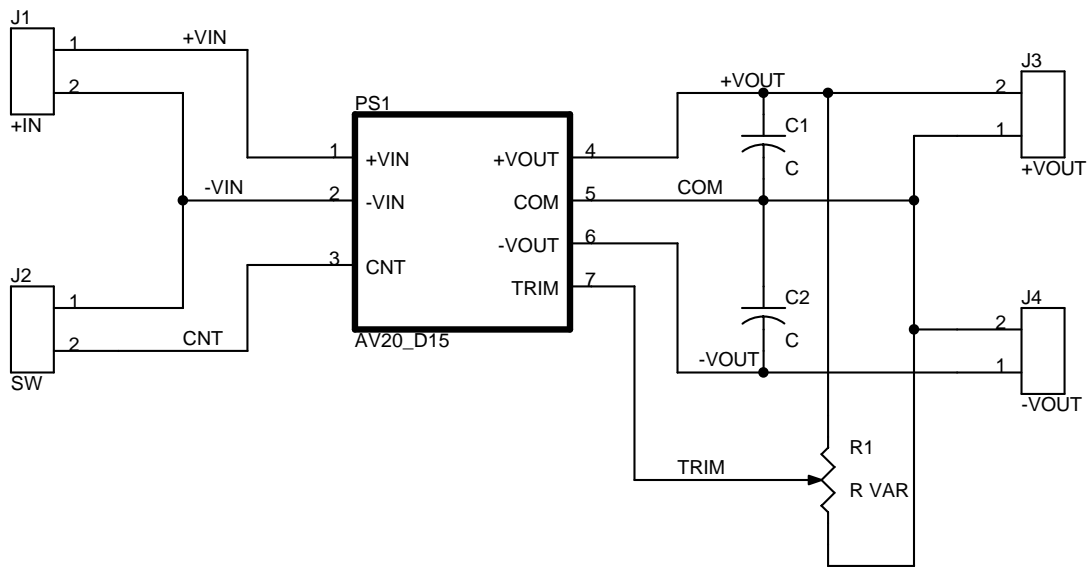 J1
1
+VIN
2
+IN
J2
1
2
CNT
SW
-VIN
PS1
1
+VIN
2
-VIN
3
CNT
+VOUT
4
COM
5
-VOUT
6
TRIM
7
AV20_D15
+VOUT
C1
C
COM
C2
C
-VOUT
TRIM
R1
R VAR
J3
2
1
+VOUT
J4
2
1
-VOUT